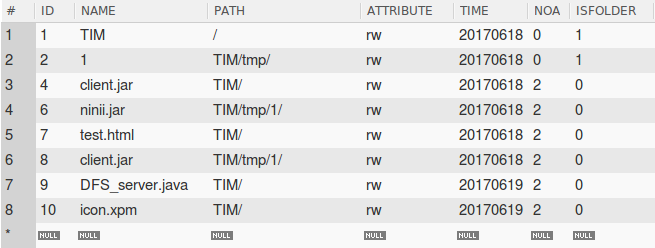 # ID NAME PATH ATTRIBUTE TIME NOA ISFOLDER
1 1 TIM / rw 20170618 0 1
2 2 1 TIM/tmp/ rw 20170618 0 1
3 4 client.jar TIM/ rw 20170618 2 0
4 6 ninii.jar TIM/tmp/1/ rw 20170618 2 0
5 7 test.html TIM/ rw 20170618 2 0
6 8 client.jar TIM/tmp/1/ rw 20170618 2 0
7 9 DFS_server.java TIM/ rw 20170619 2 0
8 10 icon.xpm TIM/ rw 20170619 2 0
* NULL NULL NULL NULL NULL NULL NULL